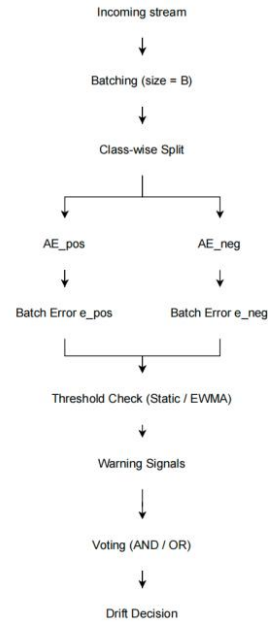 Incoming stream
Batching (size = B)
Class-wise Split
AE_pos
AE_neg
Batch Error e_pos
Batch Error e_neg
Threshold Check (Static / EWMA)
Warning Signals
Voting (AND / OR)
Drift Decision